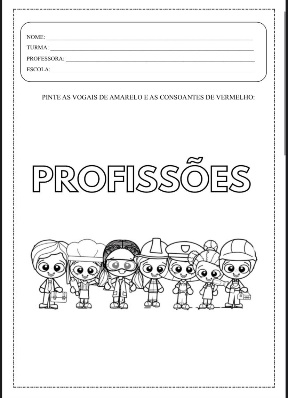 NOME:
TURMA
PROFESSORA:
ESCOLA:
PINTE AS VOGAIS DE AMARELO E AS CONSOANTES DE VERMELHO:
PROFISSÕES